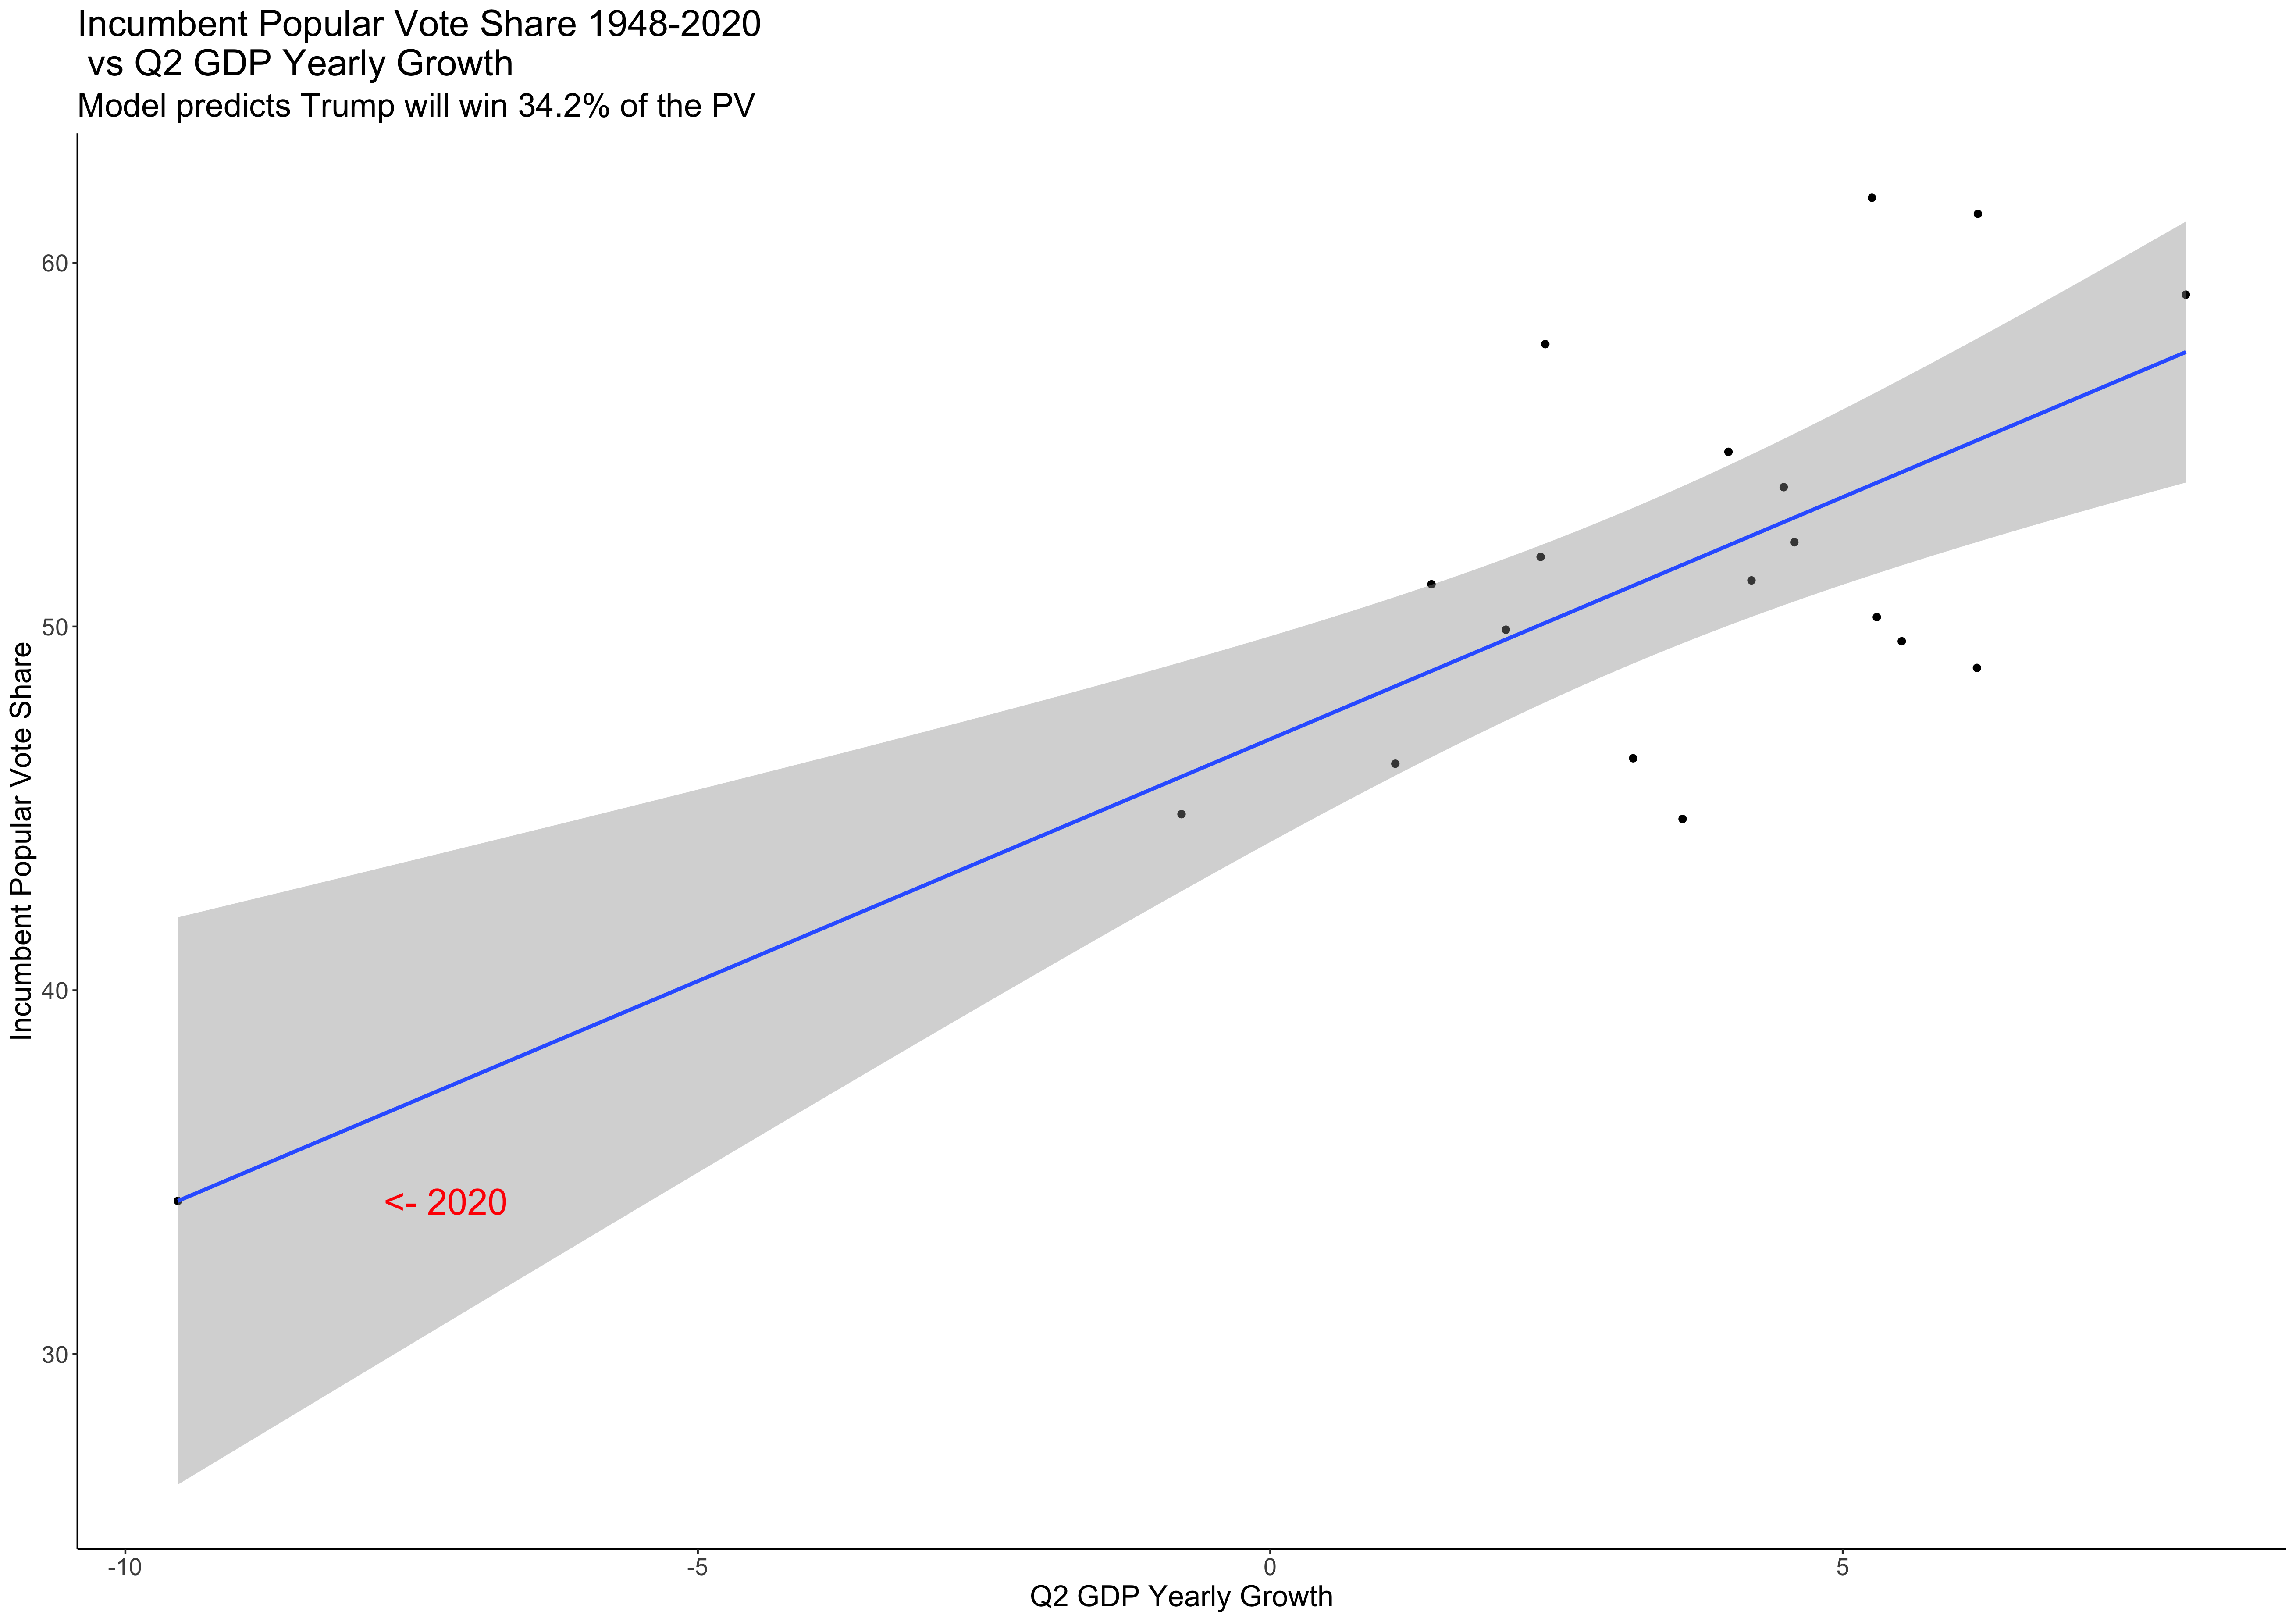 Incumbent Popular Vote Share 1948-2020
vs Q2 GDP Yearly Growth
Model predicts Trump will win 34.2% of the PV
Incumbent Popular Vote Share
60
50
40
30
<- 2020
-10
-5
0
5
Q2 GDP Yearly Growth